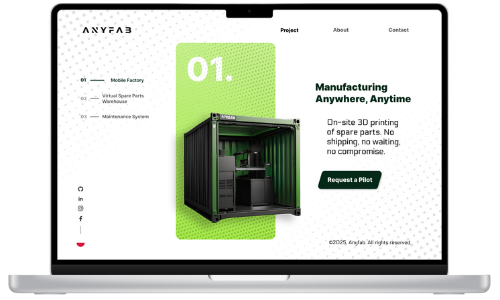 ANYFAB
Project
About
Contact
01.
01
Mobile Factory
02
Virtual Spare Parts
Warehouse
03
Maintenance System
ANYFAB
Manufacturing
Anywhere, Anytime
On-site 3D printing
of spare parts. No
shipping, no waiting,
no compromise.
Request a Pilot
©2025, Anyfab. All rights reserved.